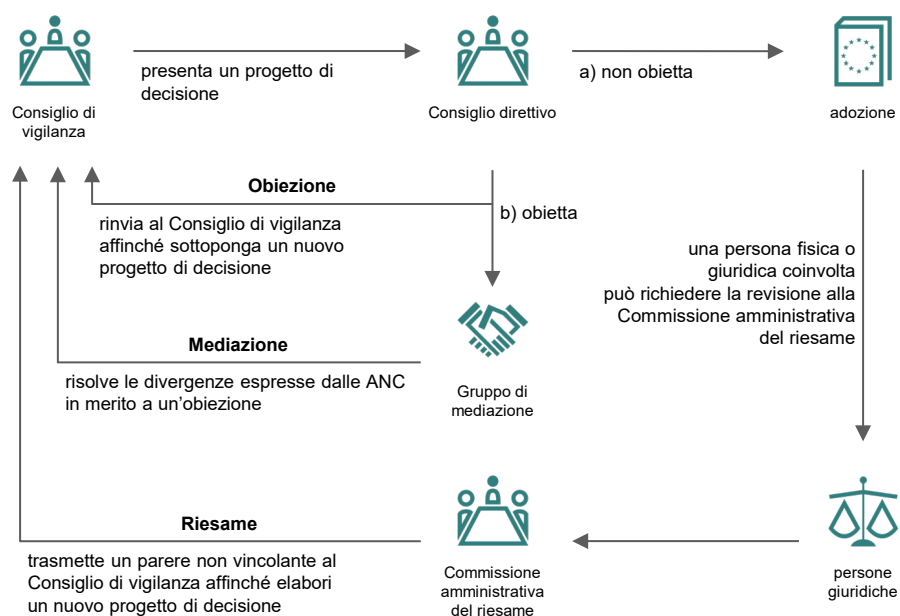 Consiglio di
vigilanza
presenta un progetto di
decisione
Consiglio direttivo
a) non obietta
adozione
Obiezione
rinvia al Consiglio di vigilanza
affinché sottoponga un nuovo
progetto di decisione
b) obietta
una persona fisica o
giuridica coinvolta
può richiedere la revisione alla
Commissione amministrativa
del riesame
Mediazione
risolve le divergenze espresse dalle ANC
in merito a un'obiezione
Gruppo di
mediazione
Riesame
trasmette un parere non vincolante al
Consiglio di vigilanza affinché elabori
un nuovo progetto di decisione
Commissione
amministrativa
del riesame
persone
giuridiche